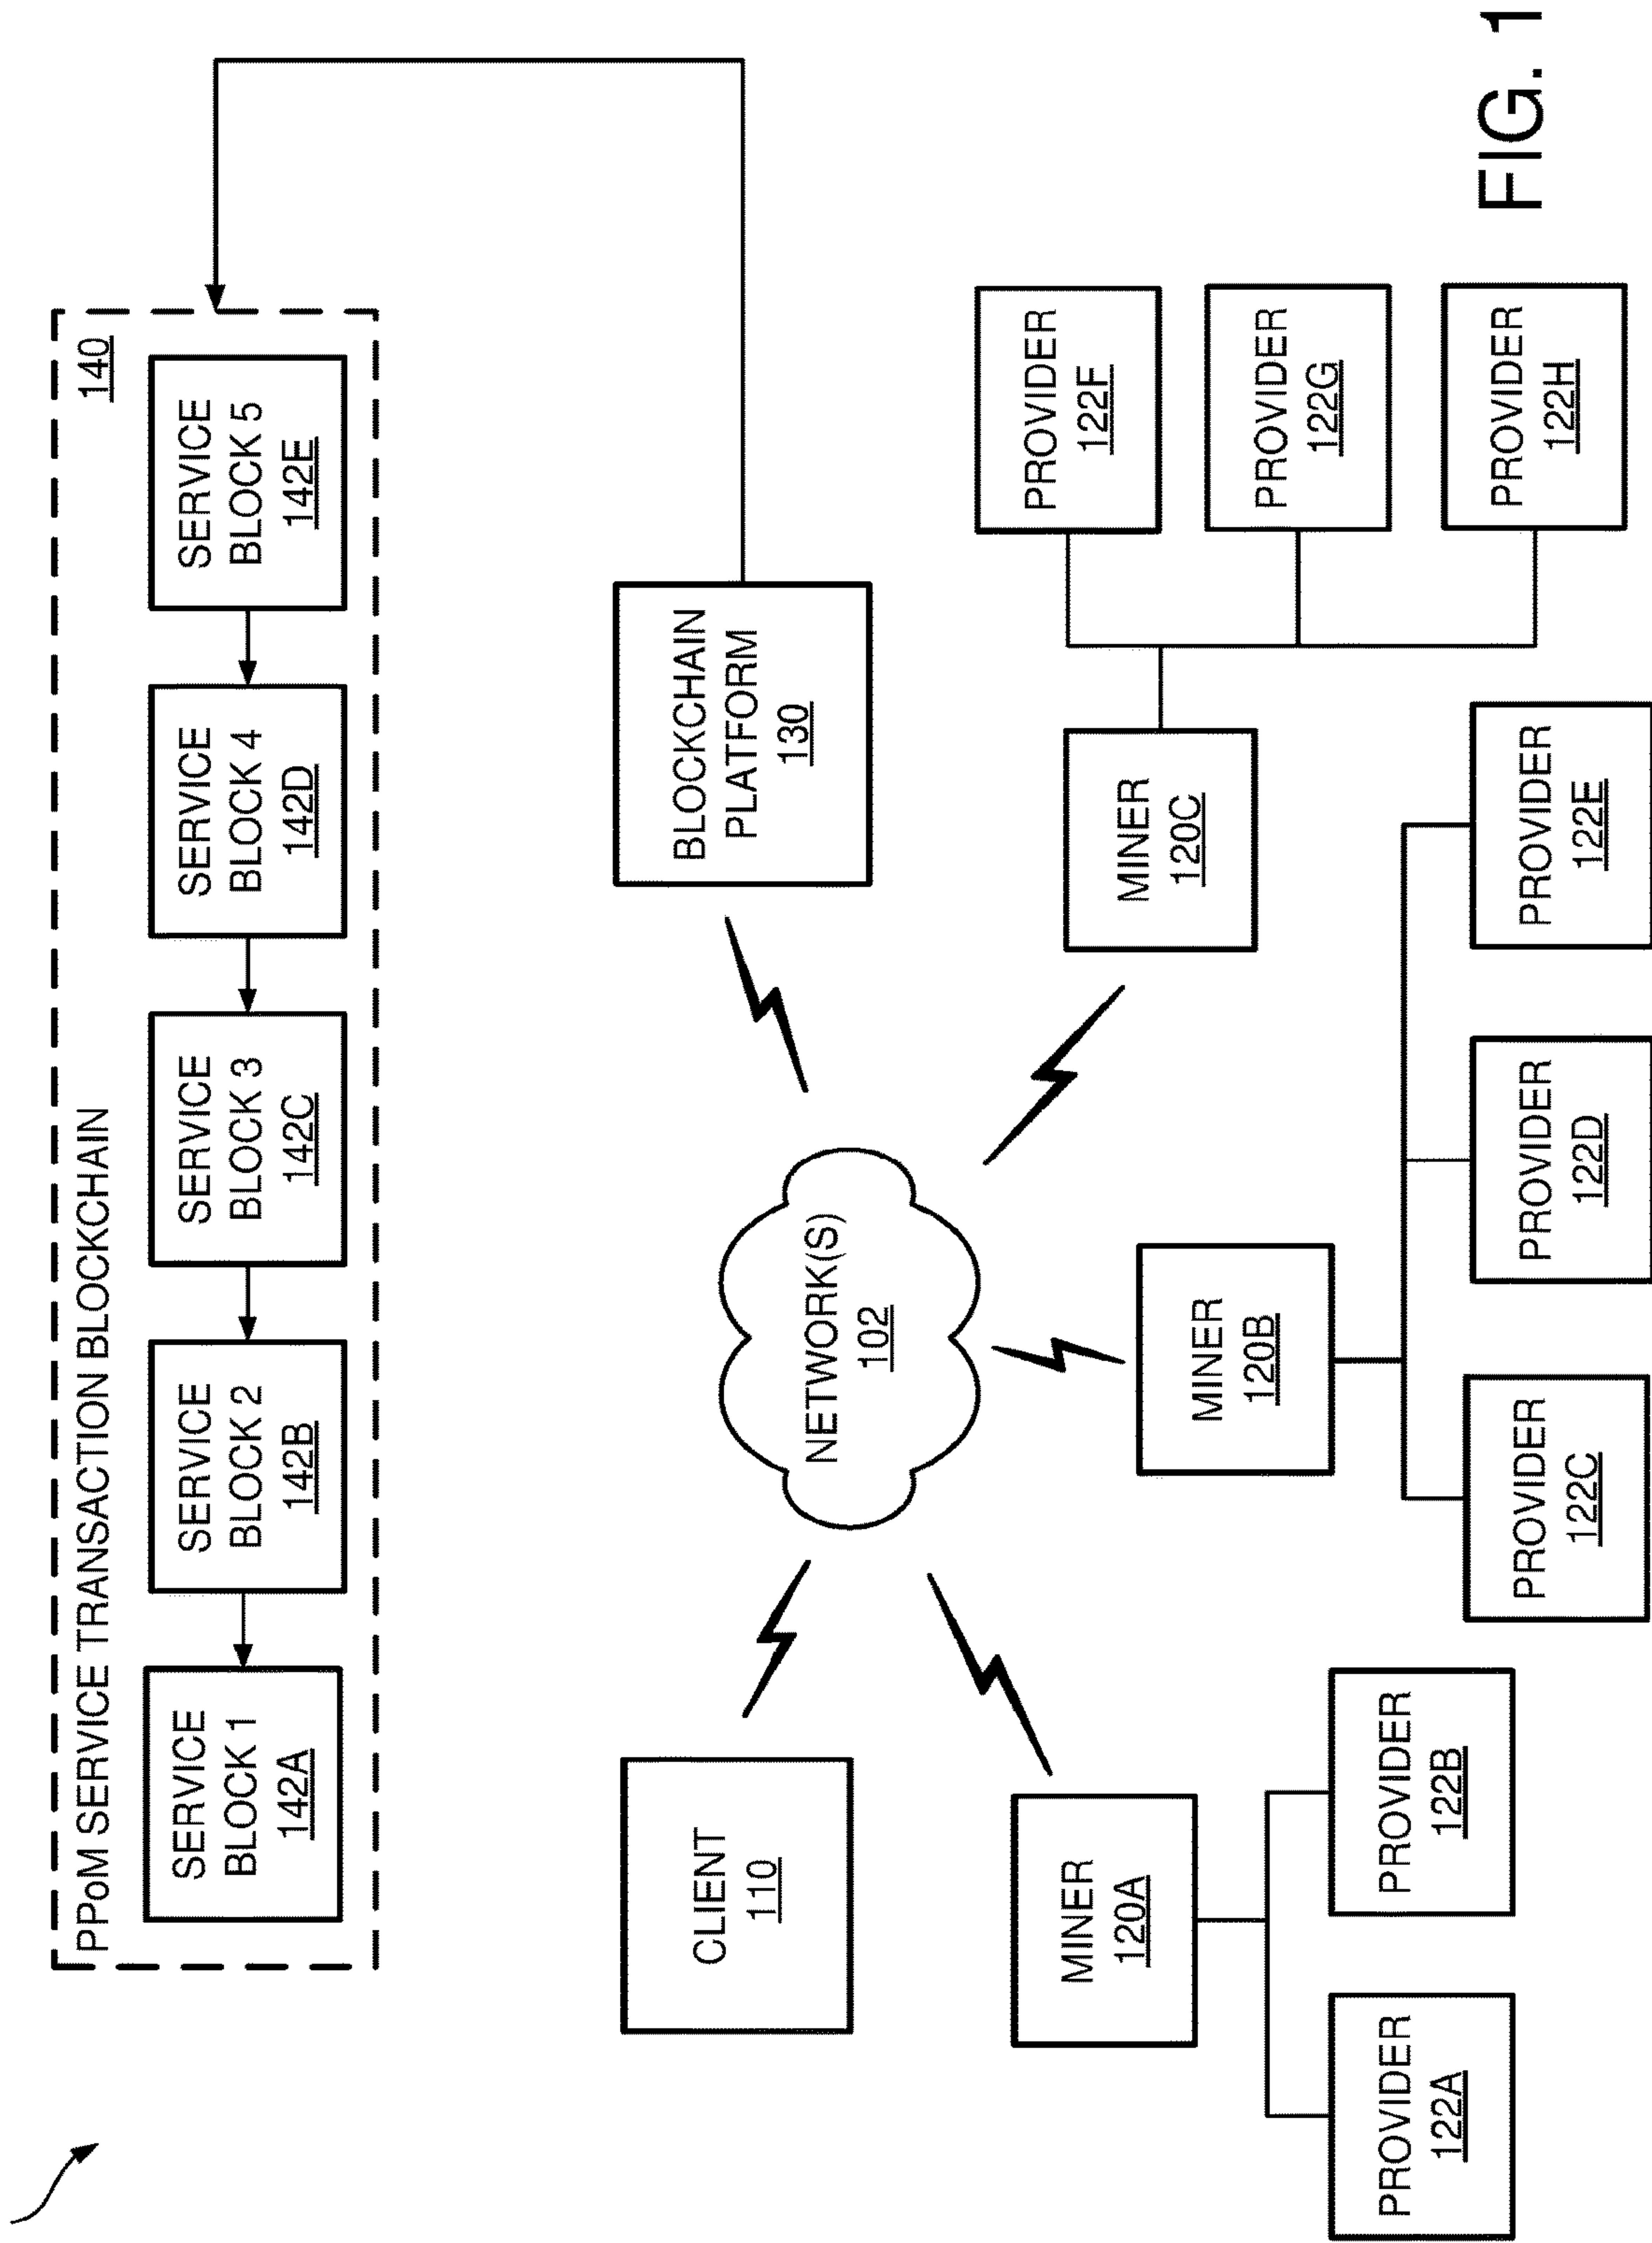 PPoM SERVICE TRANSACTION BLOCKCHAIN
140
SERVICE
BLOCK 1
142A
SERVICE
BLOCK 2
142B
SERVICE
BLOCK 3
142C
SERVICE
BLOCK 4
142D
SERVICE
BLOCK 5
142E
CLIENT
110
NETWORK(S)
102
BLOCKCHAIN
PLATFORM
130
MINER
120A
MINER
120B
MINER
120C
PROVIDER
122A
PROVIDER
122B
PROVIDER
122C
PROVIDER
122D
PROVIDER
122E
PROVIDER
122F
PROVIDER
122G
PROVIDER
122H
FIG. 1